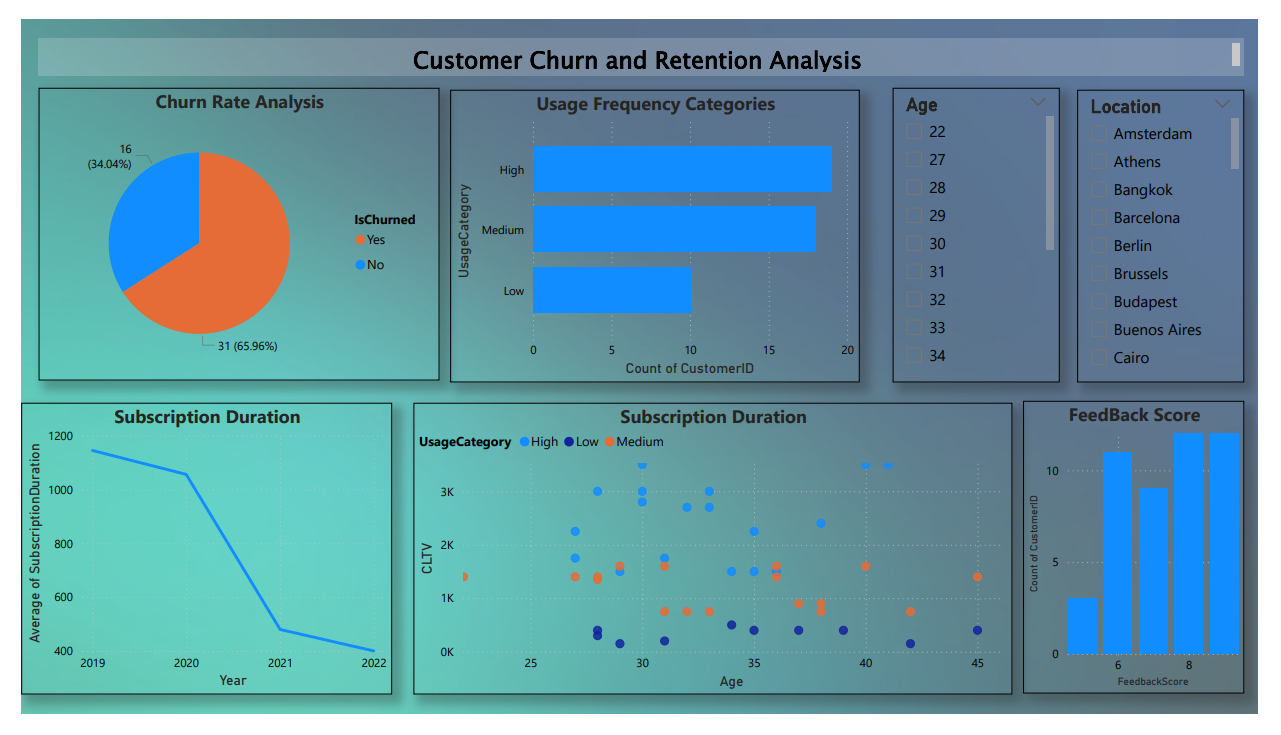 Customer Churn and Retention Analysis
Churn Rate Analysis
16
(34.04%)
31 (65.96%)
IsChurned
Yes
No
Usage Frequency Categories
UsageCategory
High
Medium
Low
0 5 10 15 20
Count of CustomerID
Age
22
27
28
29
30
31
32
33
34
Location
Amsterdam
Athens
Bangkok
Barcelona
Berlin
Brussels
Budapest
Buenos Aires
Cairo
Subscription Duration
Average of SubscriptionDuration
1200
1000
800
600
400
2019 2020 2021 2022
Year
Subscription Duration
UsageCategory High Low Medium
CLTV
3K
2K
1K
0K
25 30 35 40 45
Age
FeedBack Score
Count of CustomerID
10
5
0
6 8
FeedbackScore